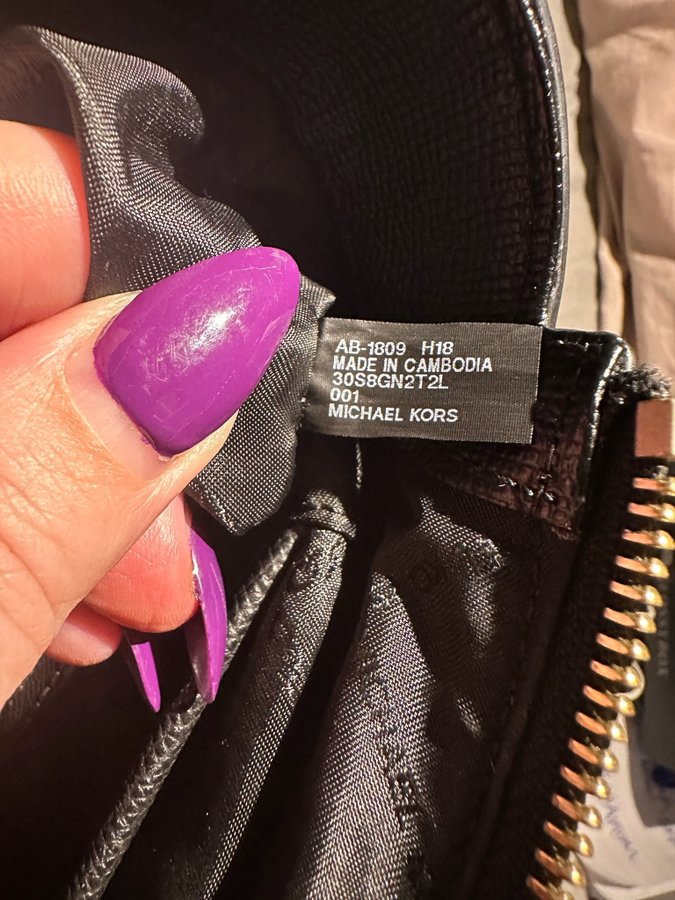 AB-1809 H18
MADE IN CAMBODIA
30S8GN2T2L
001
MICHAEL KORS